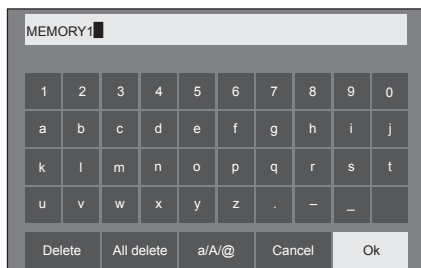 MEMORY1
1 2 3 4 5 6 7 8 9 0
a b c d e f g h i j
k l m n o p q r s t
u v w x y z . – _
Delete All delete a/A/@ Cancel Ok